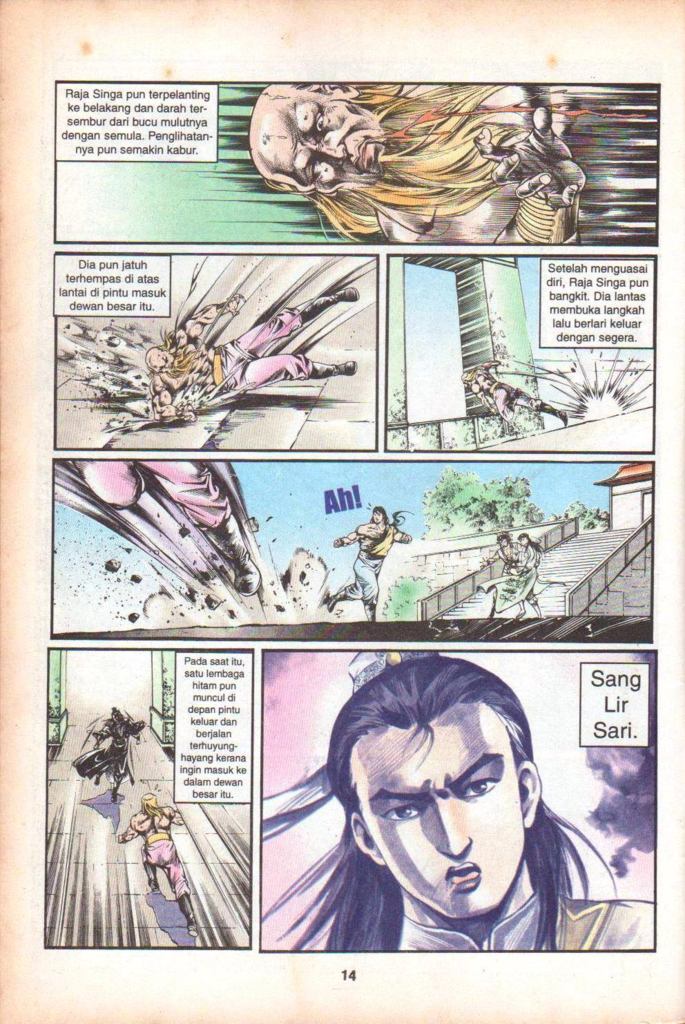 Raja Singa pun terpelanting
ke belakang dan darah ter-
sembur dari bucu mulutnya
dengan semula. Penglihatan-
nya pun semakin kabur.
Dia pun jatuh
terhempas di atas
lantai di pintu masuk
dewan besar itu.
Setelah menguasai
diri, Raja Singa pun
bangkit. Dia lantas
membuka langkah
lalu berlari keluar
dengan segera.
Ah!
Pada saat itu,
satu lembaga
hitam pun
muncul di
depan pintu
keluar dan
berjalan
terhuyung-
hayang kerana
ingin masuk ke
dalam dewan
besar itu.
Sang
Lir
Sari.
14